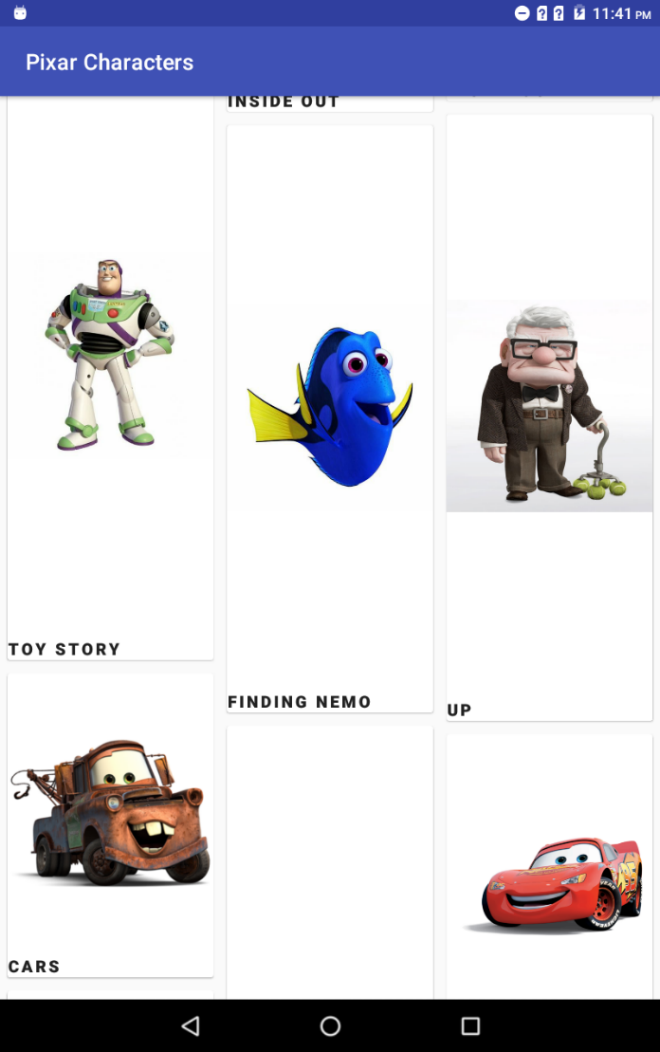 11:41 PM
Pixar Characters
INSIDE OUT
TOY STORY
FINDING NEMO
UP
CARS